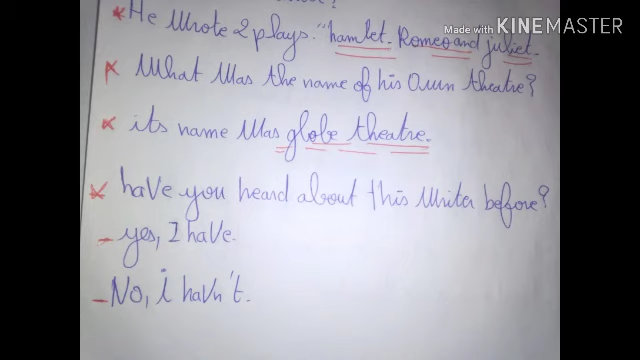 Made with KINEMASTER
* He Wrote 2 plays. "hamlet. Romeo and juliet.
* What Was the name of his Own theatre?
* its name Was globe theatre.
* have you heard about this Writer before?
- yes, I have.
- No, i havn't.